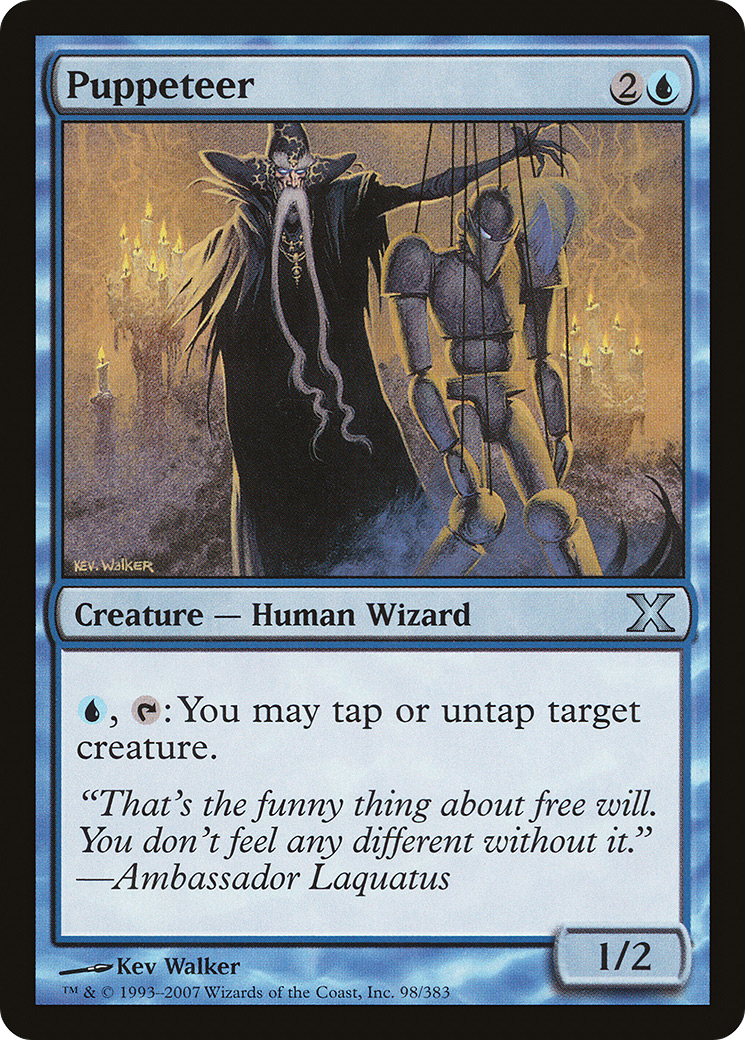 Puppeteer 2
KEV. WALKER
Creature — Human Wizard X
, : You may tap or untap target
creature.
“That’s the funny thing about free will.
You don’t feel any different without it.”
—Ambassador Laquatus
1/2
Kev Walker
™ & © 1993–2007 Wizards of the Coast, Inc. 98/383